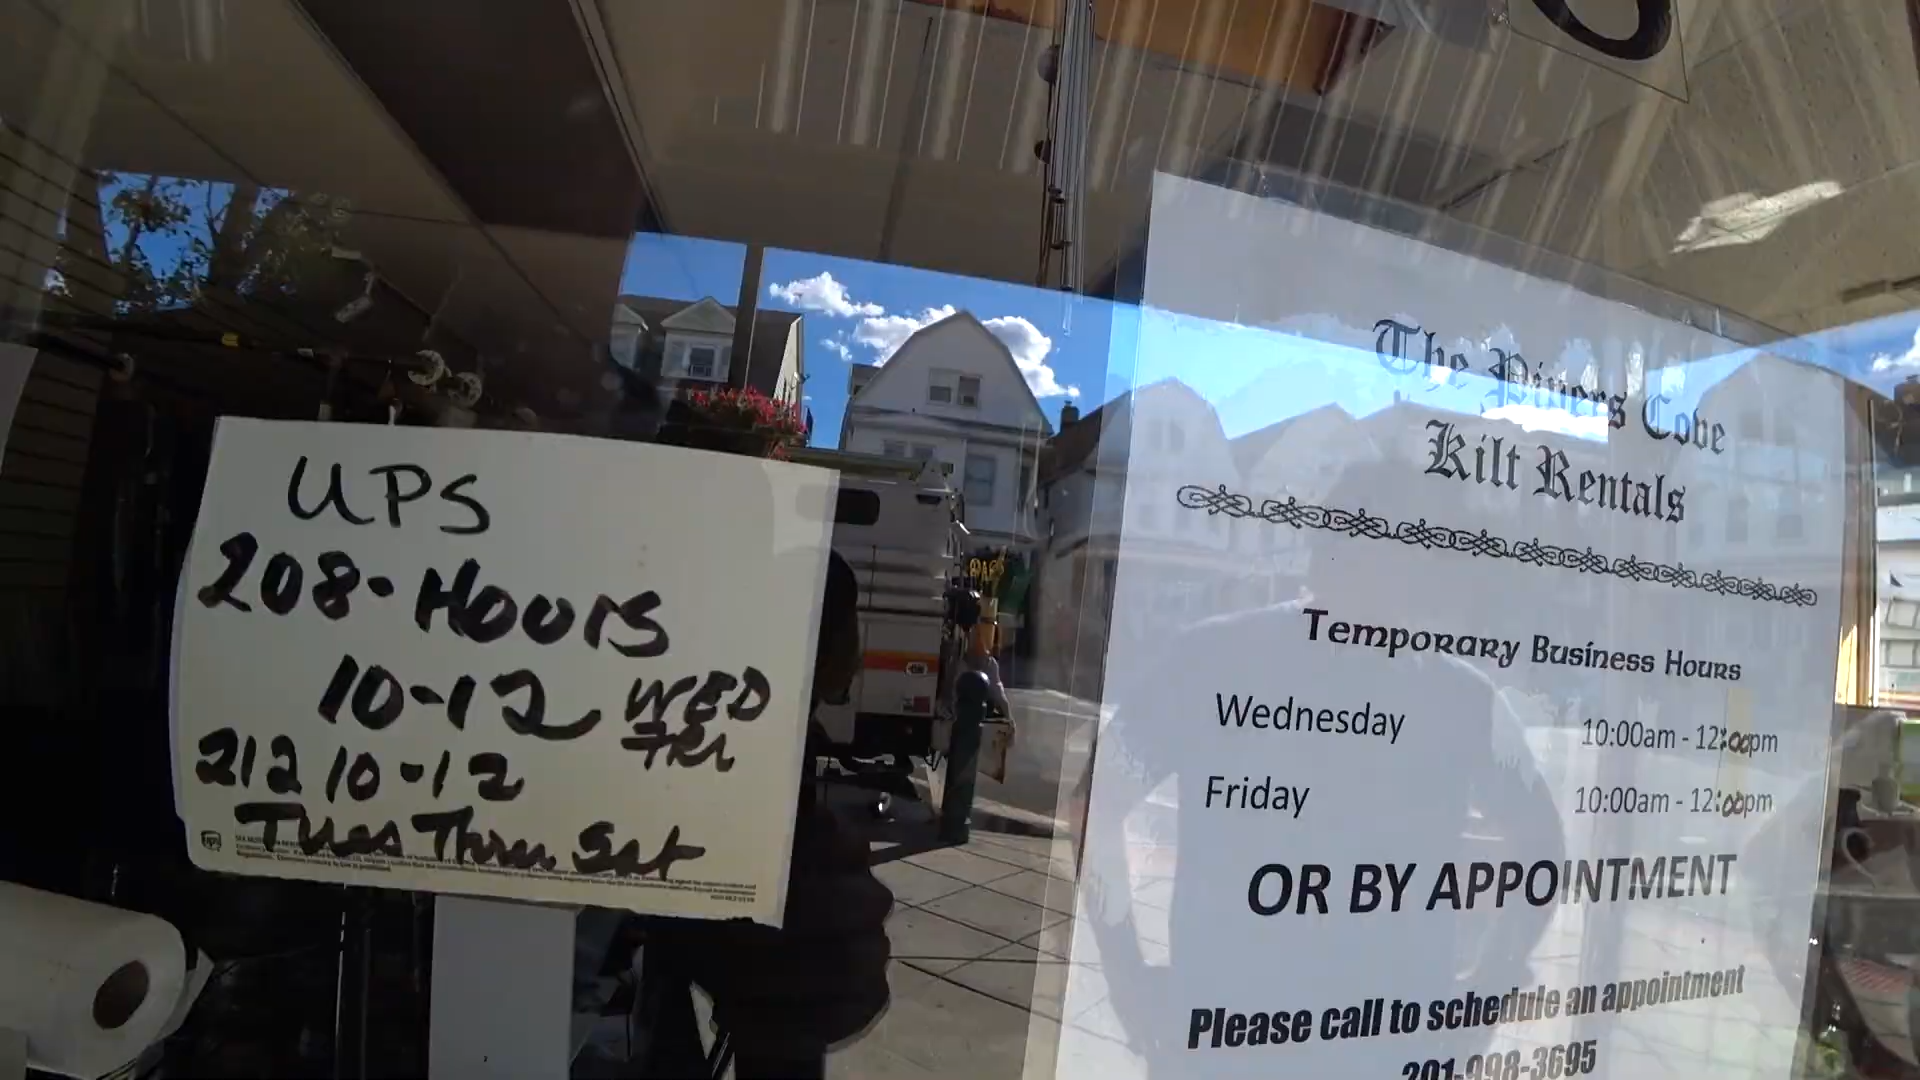 UPS
208-Hours
10-12 WED
FRI
212 10-12
Tues Thru Sat
The Pipers Cove
Kilt Rentals
Temporary Business Hours
Wednesday 10:00am - 12:00pm
Friday 10:00am - 12:00pm
OR BY APPOINTMENT
Please call to schedule an appointment
201-998-3695